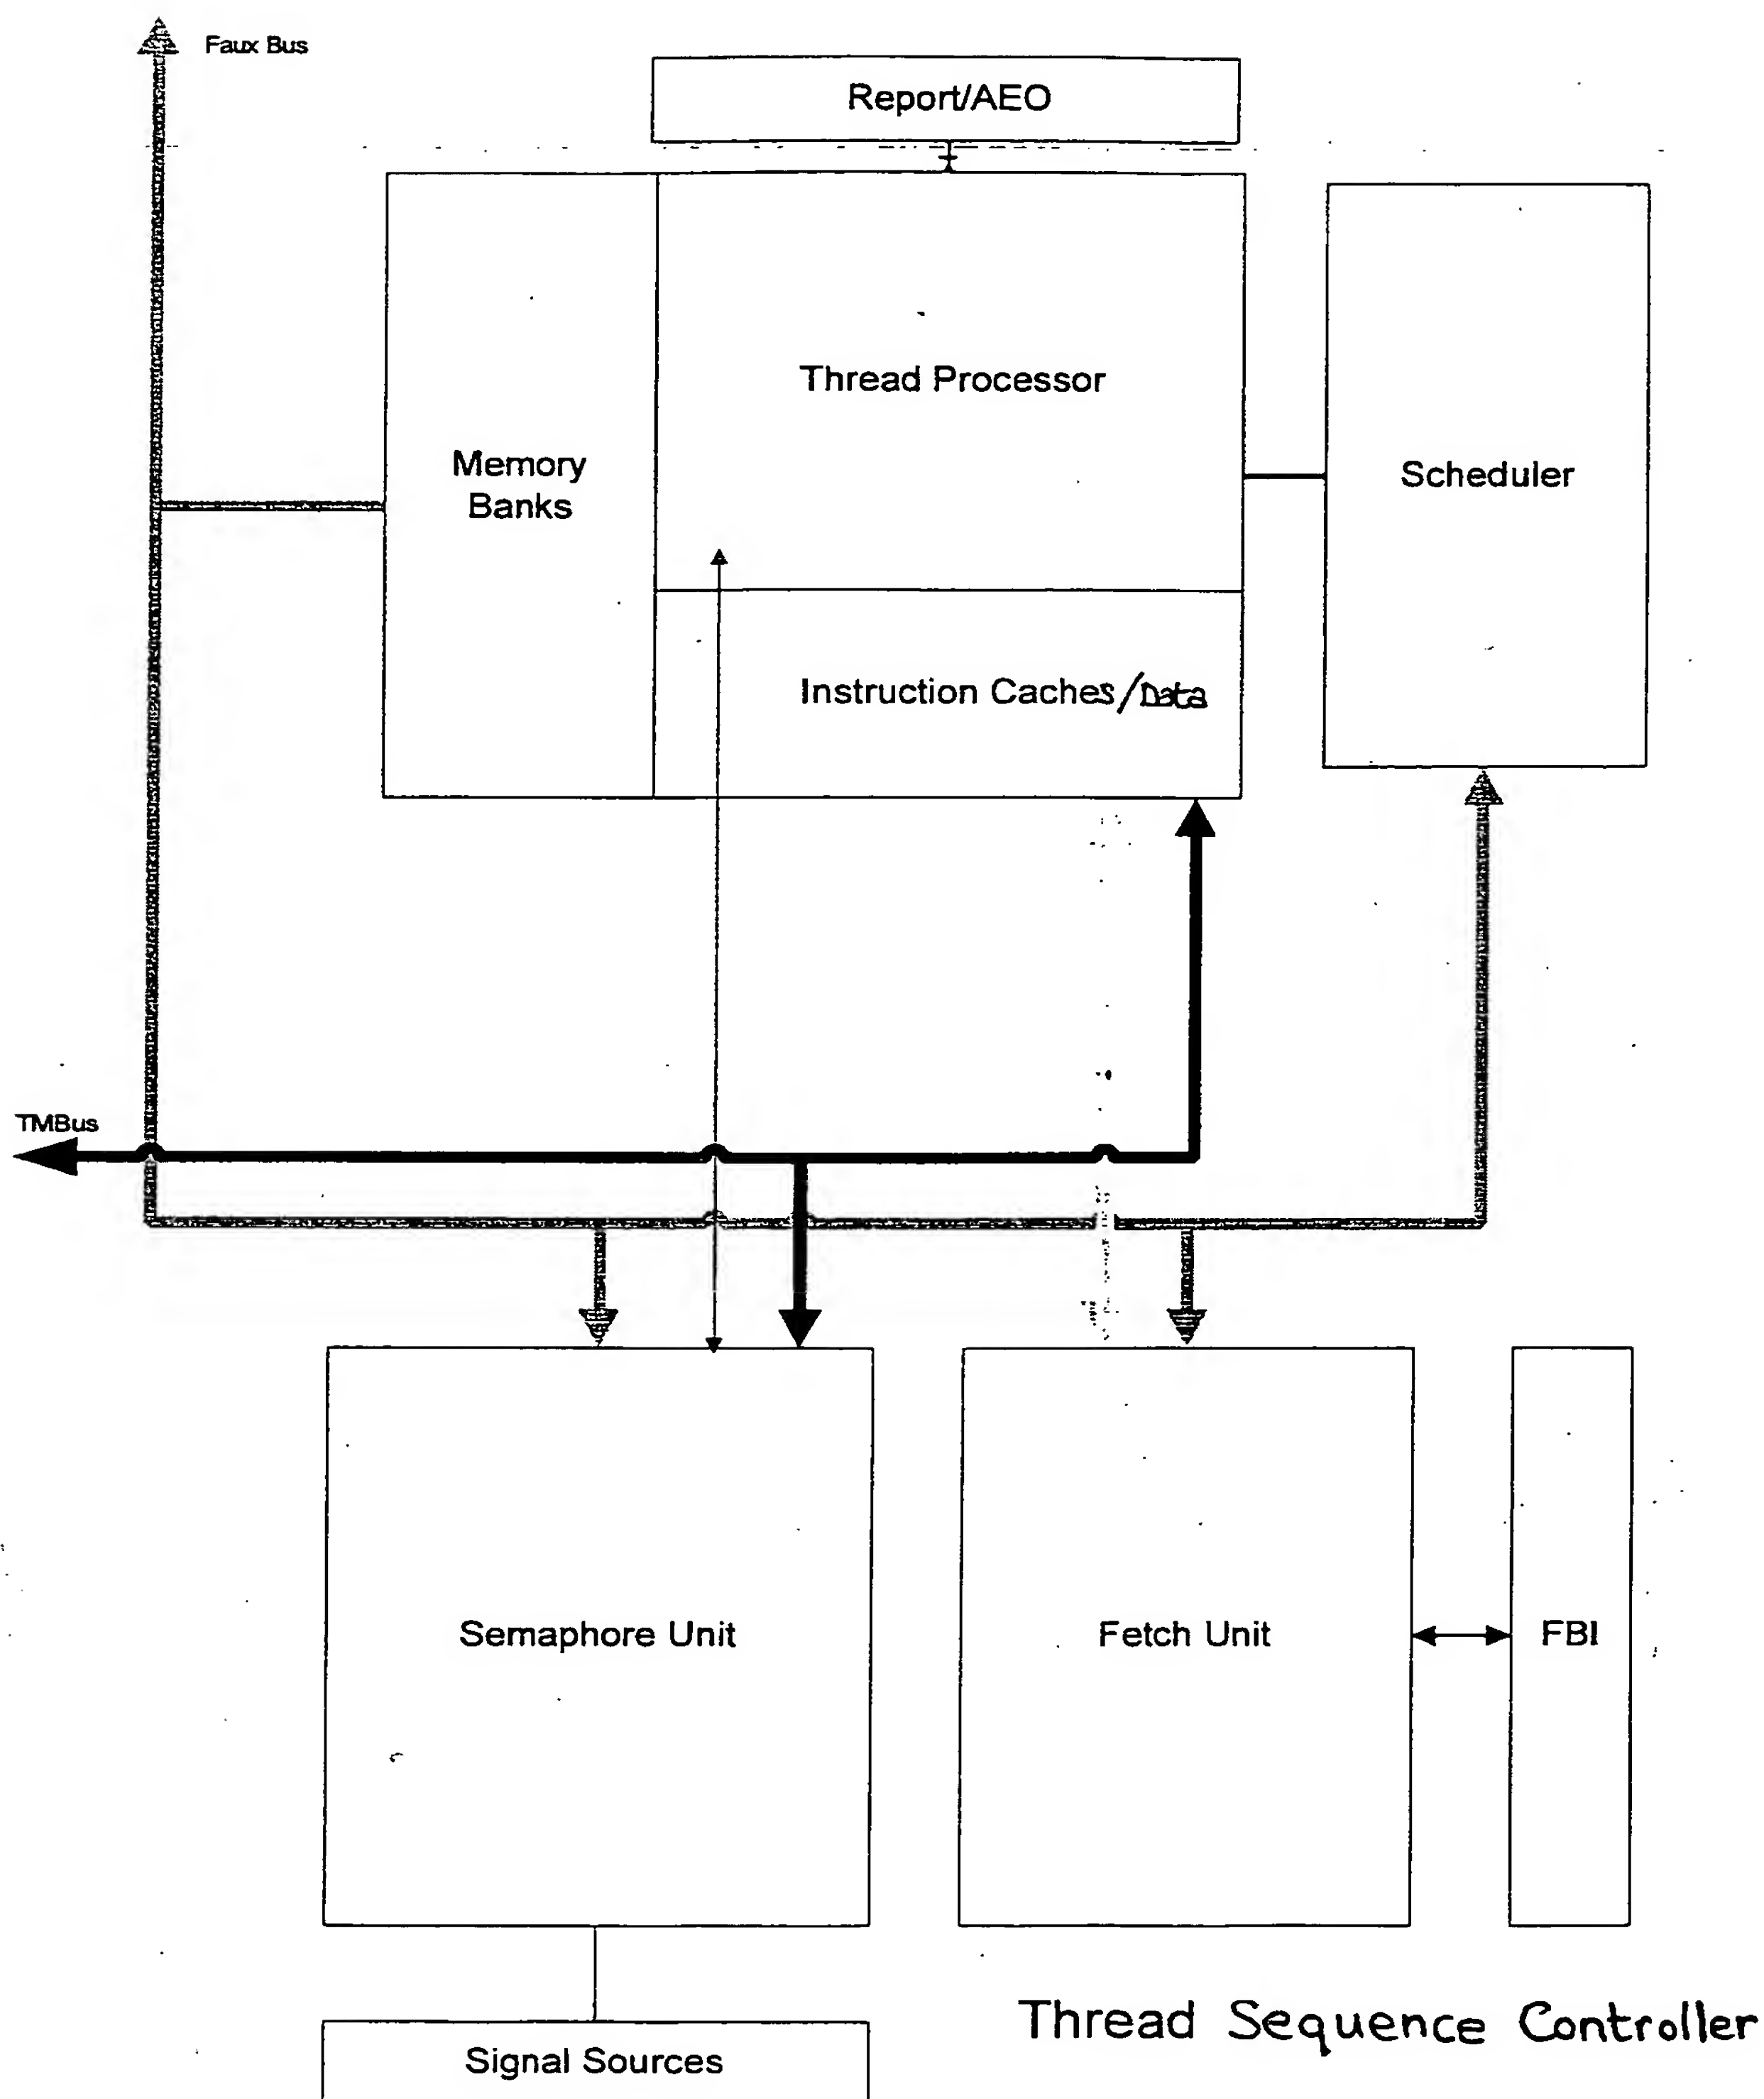 Faux Bus
Report/AEO
Thread Processor
Memory
Banks
Scheduler
Instruction Caches/Data
TMBus
Semaphore Unit
Fetch Unit
FBI
Thread Sequence Controller
Signal Sources